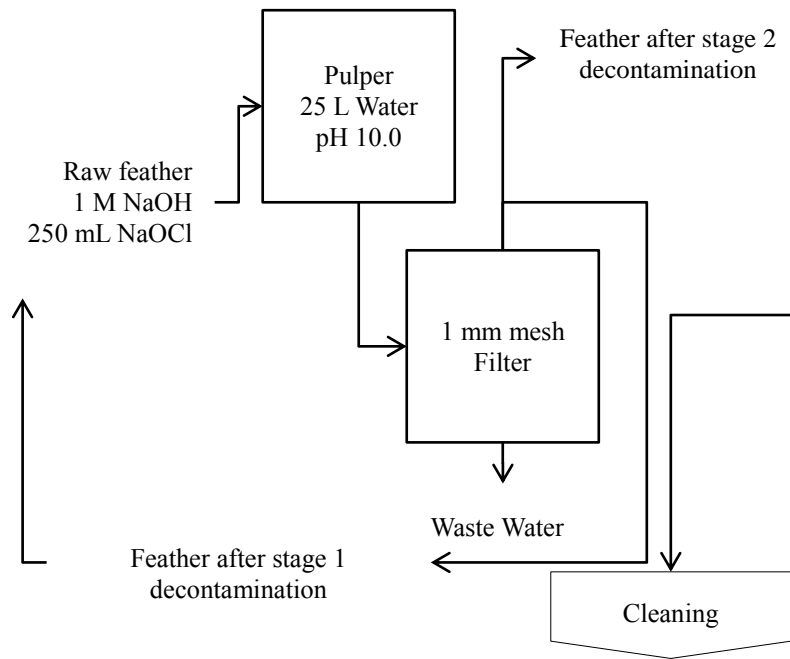 Feather after stage 2
decontamination
Pulper
25 L Water
pH 10.0
Raw feather
1 M NaOH
250 mL NaOCl
1 mm mesh
Filter
Waste Water
Feather after stage 1
decontamination
Cleaning